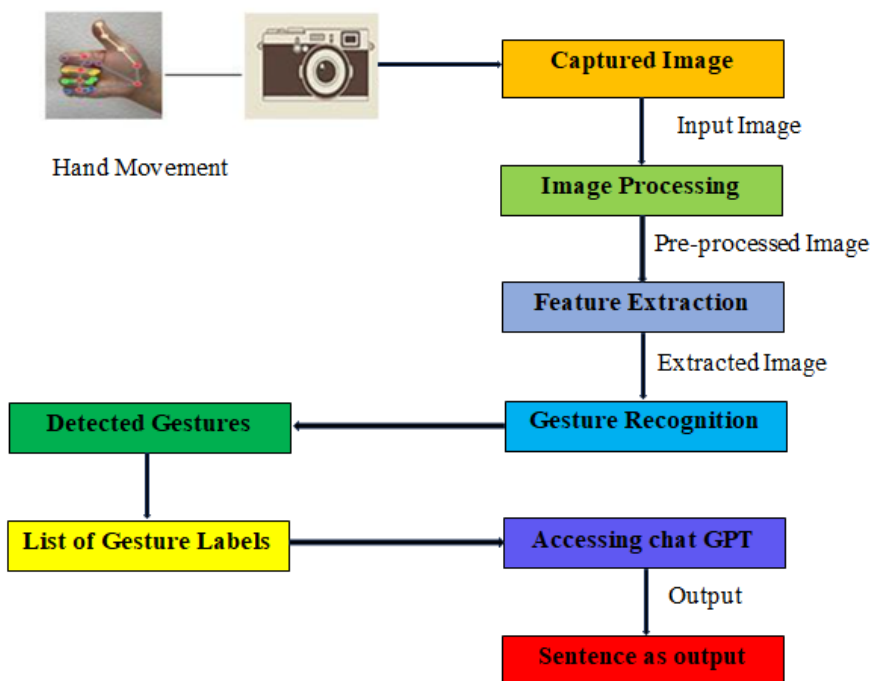 Captured Image
Input Image
Hand Movement
Image Processing
Pre-processed Image
Feature Extraction
Extracted Image
Detected Gestures
Gesture Recognition
List of Gesture Labels
Accessing chat GPT
Output
Sentence as output